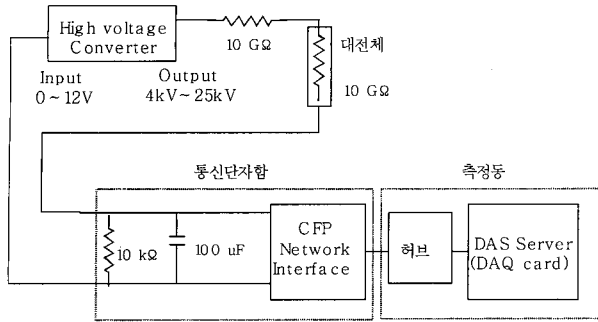 High voltage
Converter
10 GΩ
대전체
Input
0~12V
Output
4kV~25kV
10 GΩ
통신단자함
측정동
10 kΩ
100 uF
CFP
Network
Interface
허브
DAS Server
(DAQ card)